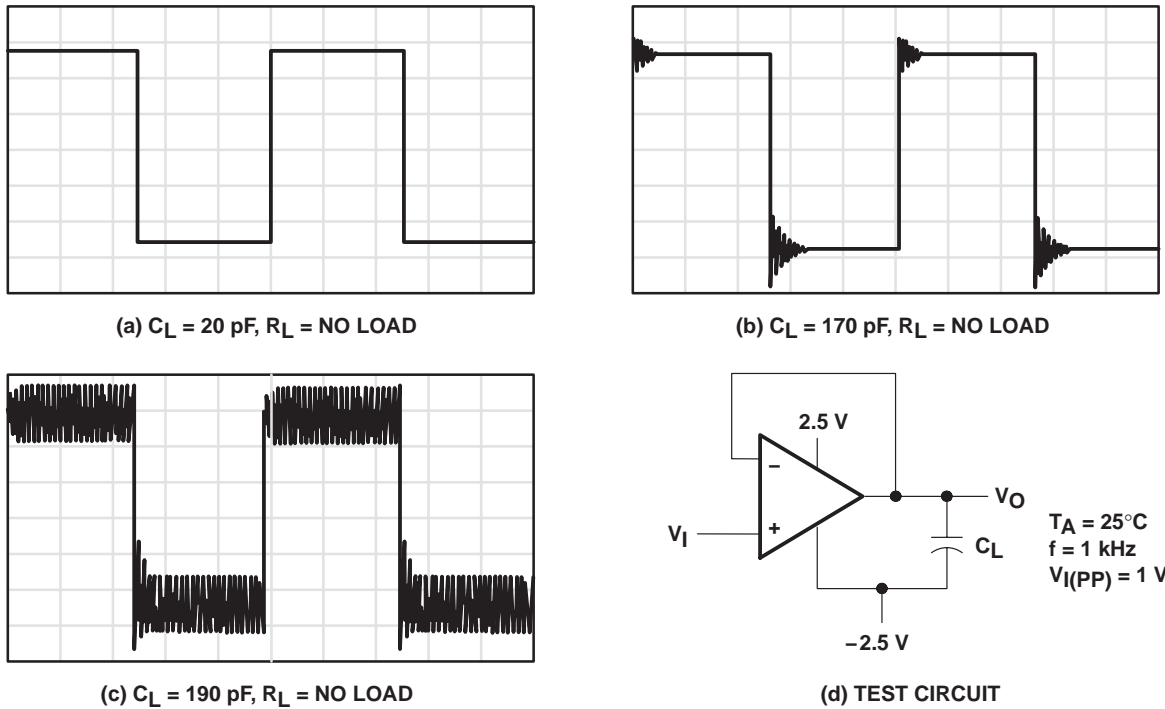 (a) CL = 20 pF, RL = NO LOAD
(b) CL = 170 pF, RL = NO LOAD
(c) CL = 190 pF, RL = NO LOAD
2.5 V
−
+
VI
VO
CL
−2.5 V
TA = 25°C
f = 1 kHz
VI(PP) = 1 V
(d) TEST CIRCUIT